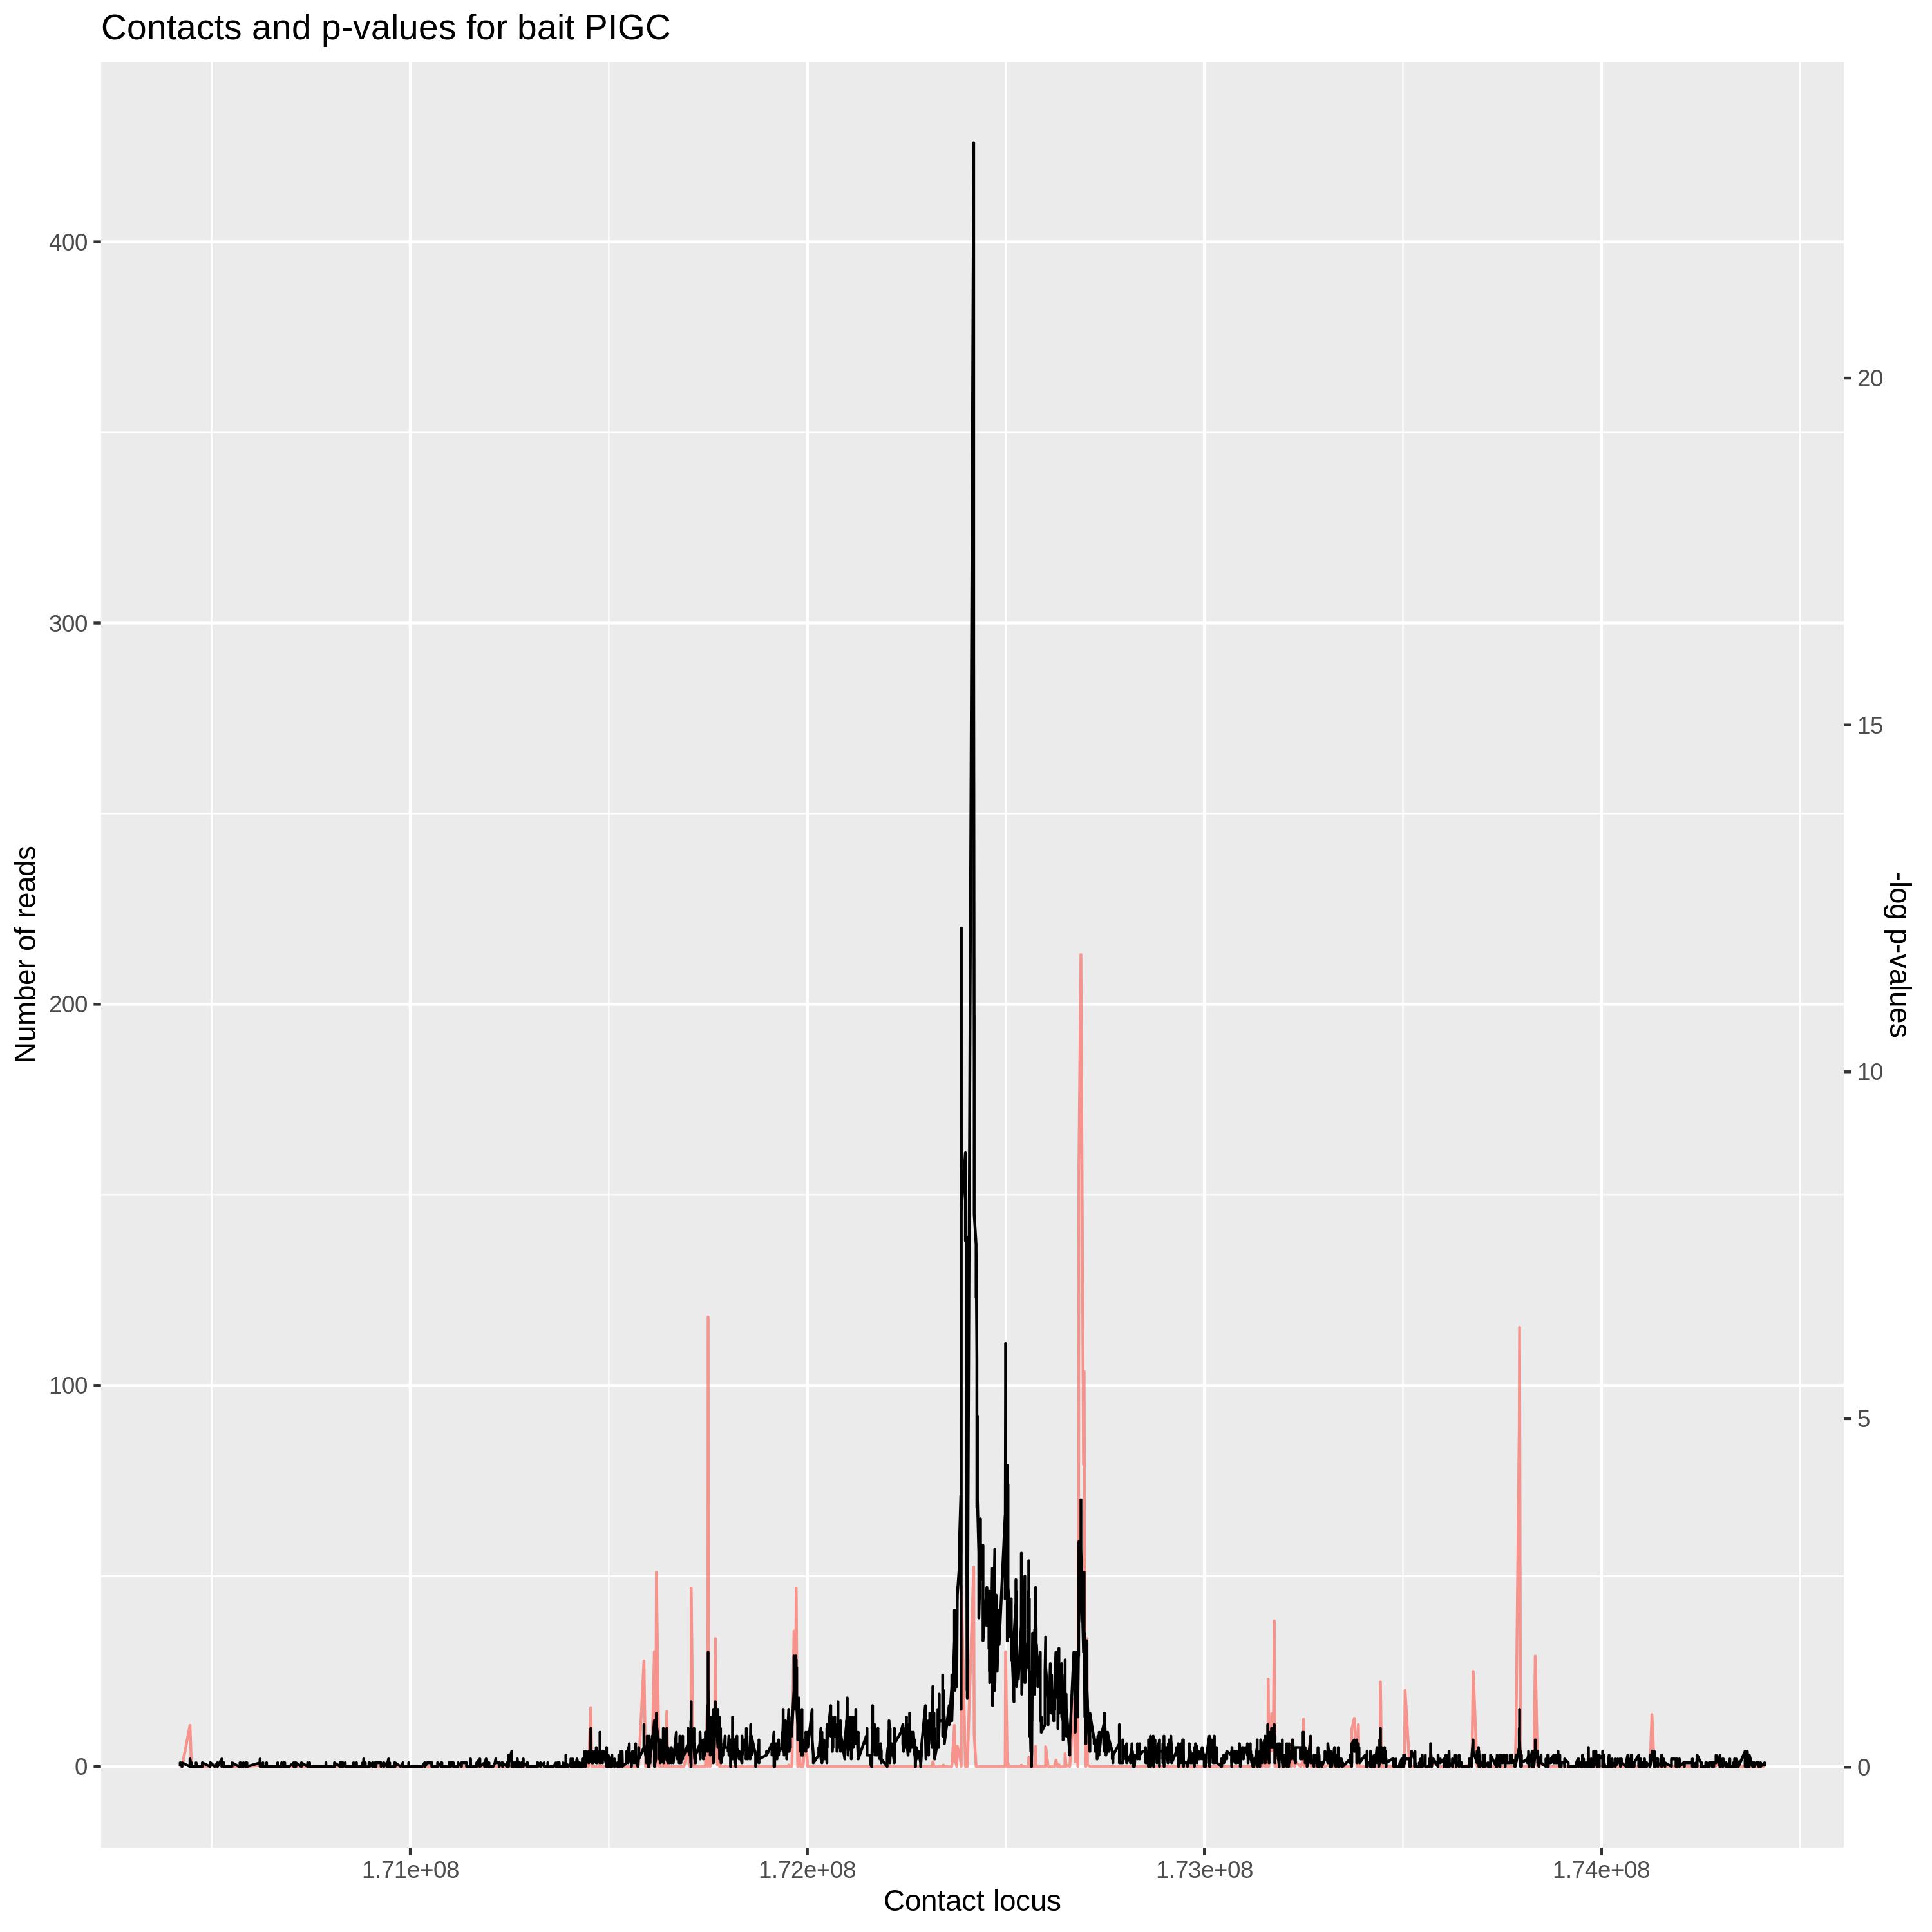 Contacts and p-values for bait PIGC
Number of reads
400
300
200
100
0
20
15
10
5
0
-log p-values
1.71e+08
1.72e+08
1.73e+08
1.74e+08
Contact locus